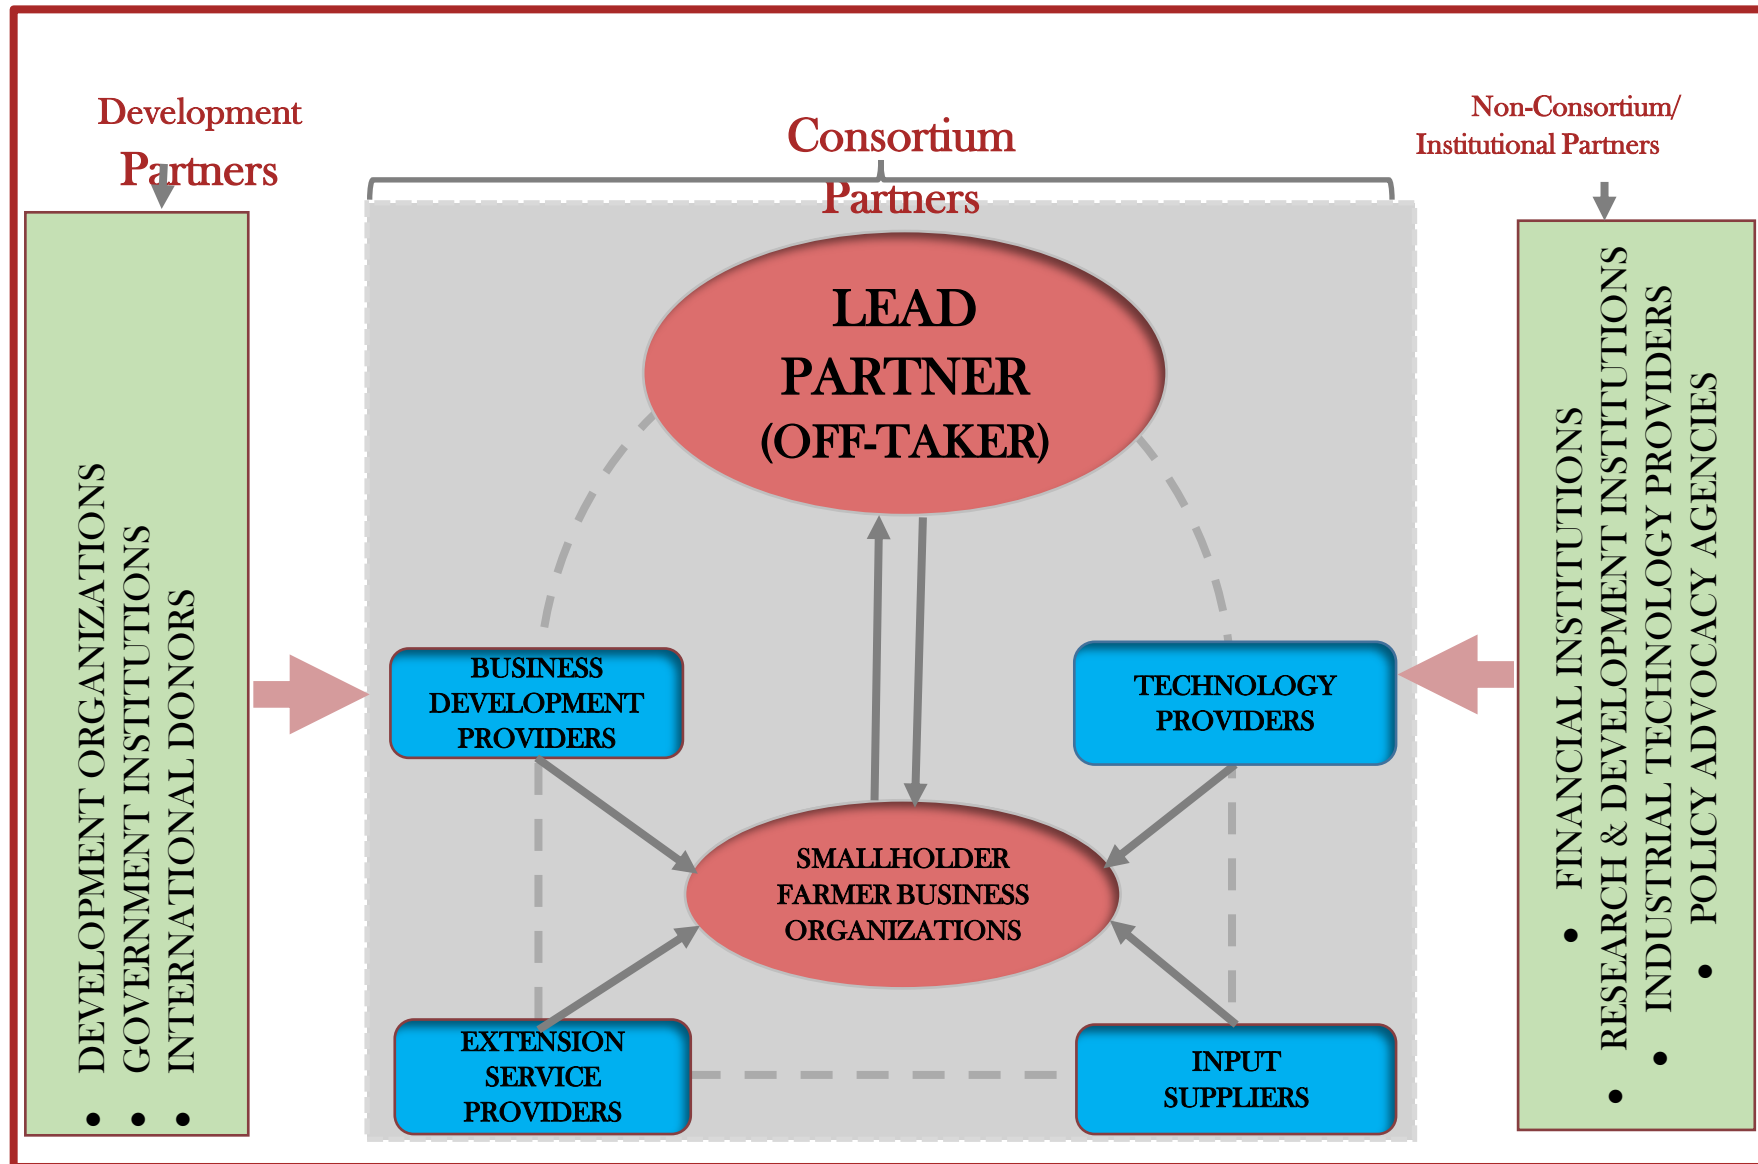 Development
Partners
Consortium
Partners
Non-Consortium/
Institutional Partners
• DEVELOPMENT ORGANIZATIONS
• GOVERNMENT INSTITUTIONS
• INTERNATIONAL DONORS
LEAD
PARTNER
(OFF-TAKER)
BUSINESS
DEVELOPMENT
PROVIDERS
TECHNOLOGY
PROVIDERS
SMALLHOLDER
FARMER BUSINESS
ORGANIZATIONS
EXTENSION
SERVICE
PROVIDERS
INPUT
SUPPLIERS
• FINANCIAL INSTITUTIONS
• RESEARCH & DEVELOPMENT INSTITUTIONS
• INDUSTRIAL TECHNOLOGY PROVIDERS
• POLICY ADVOCACY AGENCIES